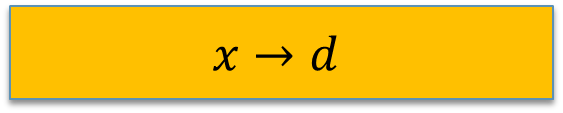 x → d